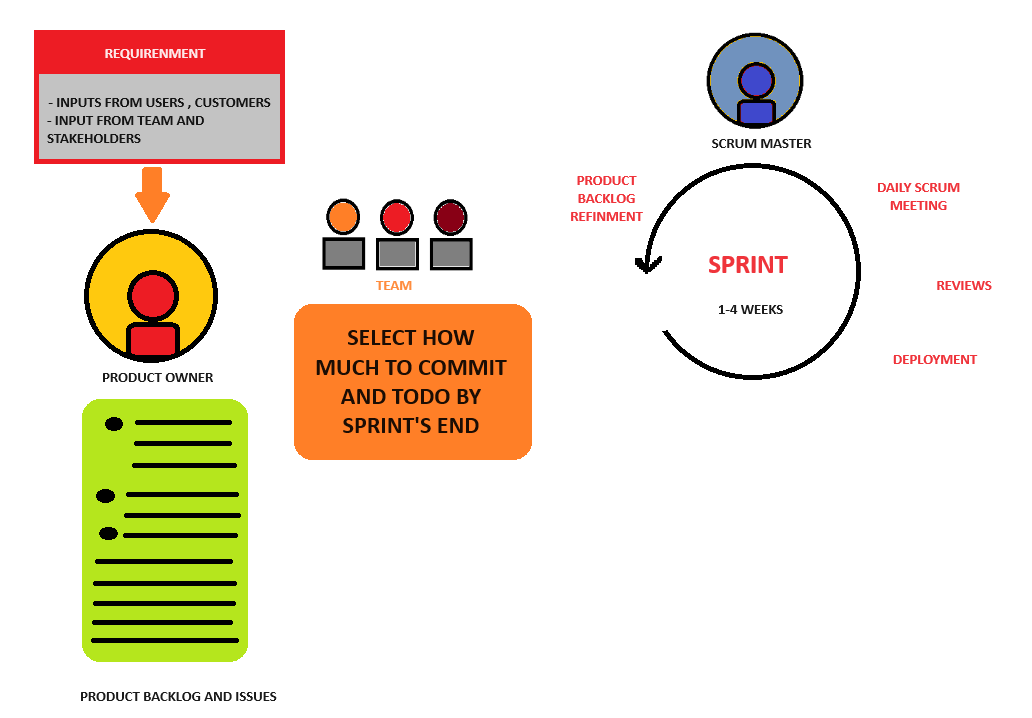 REQUIRENMENT
- INPUTS FROM USERS , CUSTOMERS
- INPUT FROM TEAM AND
STAKEHOLDERS
PRODUCT OWNER
PRODUCT BACKLOG AND ISSUES
TEAM
SELECT HOW
MUCH TO COMMIT
AND TODO BY
SPRINT'S END
SCRUM MASTER
PRODUCT
BACKLOG
REFINMENT
DAILY SCRUM
MEETING
SPRINT
1-4 WEEKS
REVIEWS
DEPLOYMENT